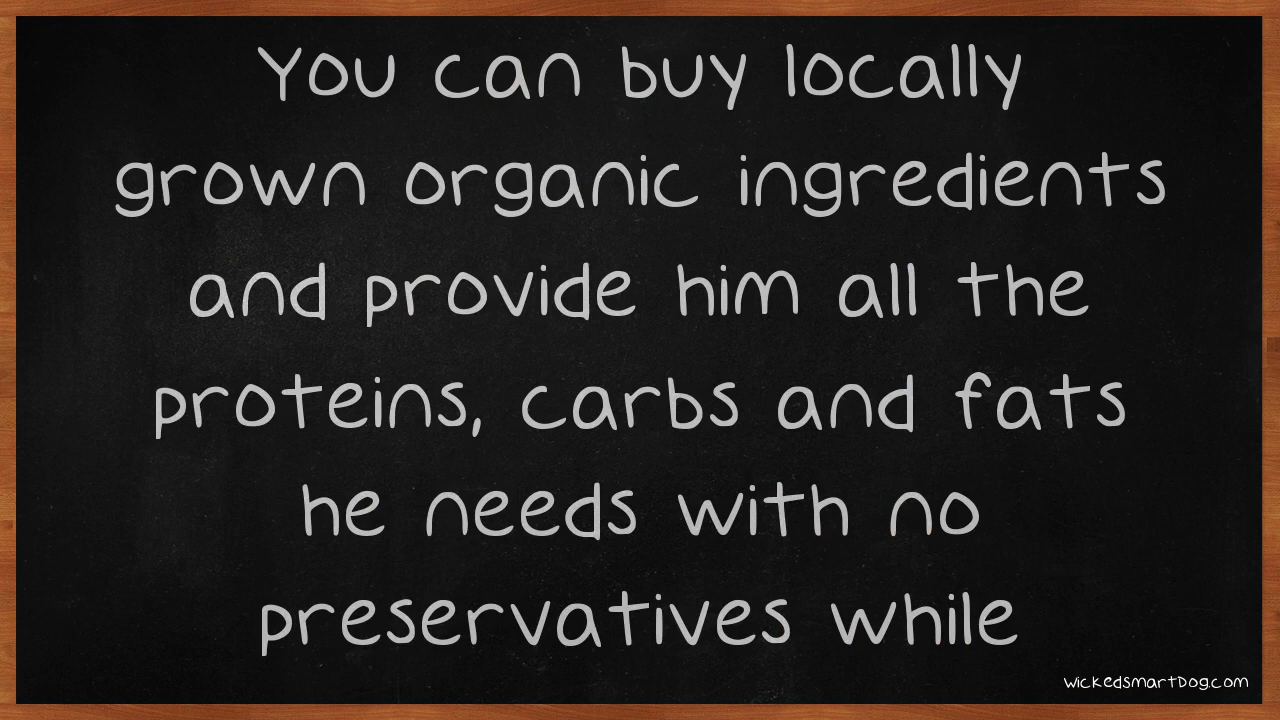 You can buy locally
grown organic ingredients
and provide him all the
proteins, carbs and fats
he needs with no
preservatives while
wickedsmartdog.com